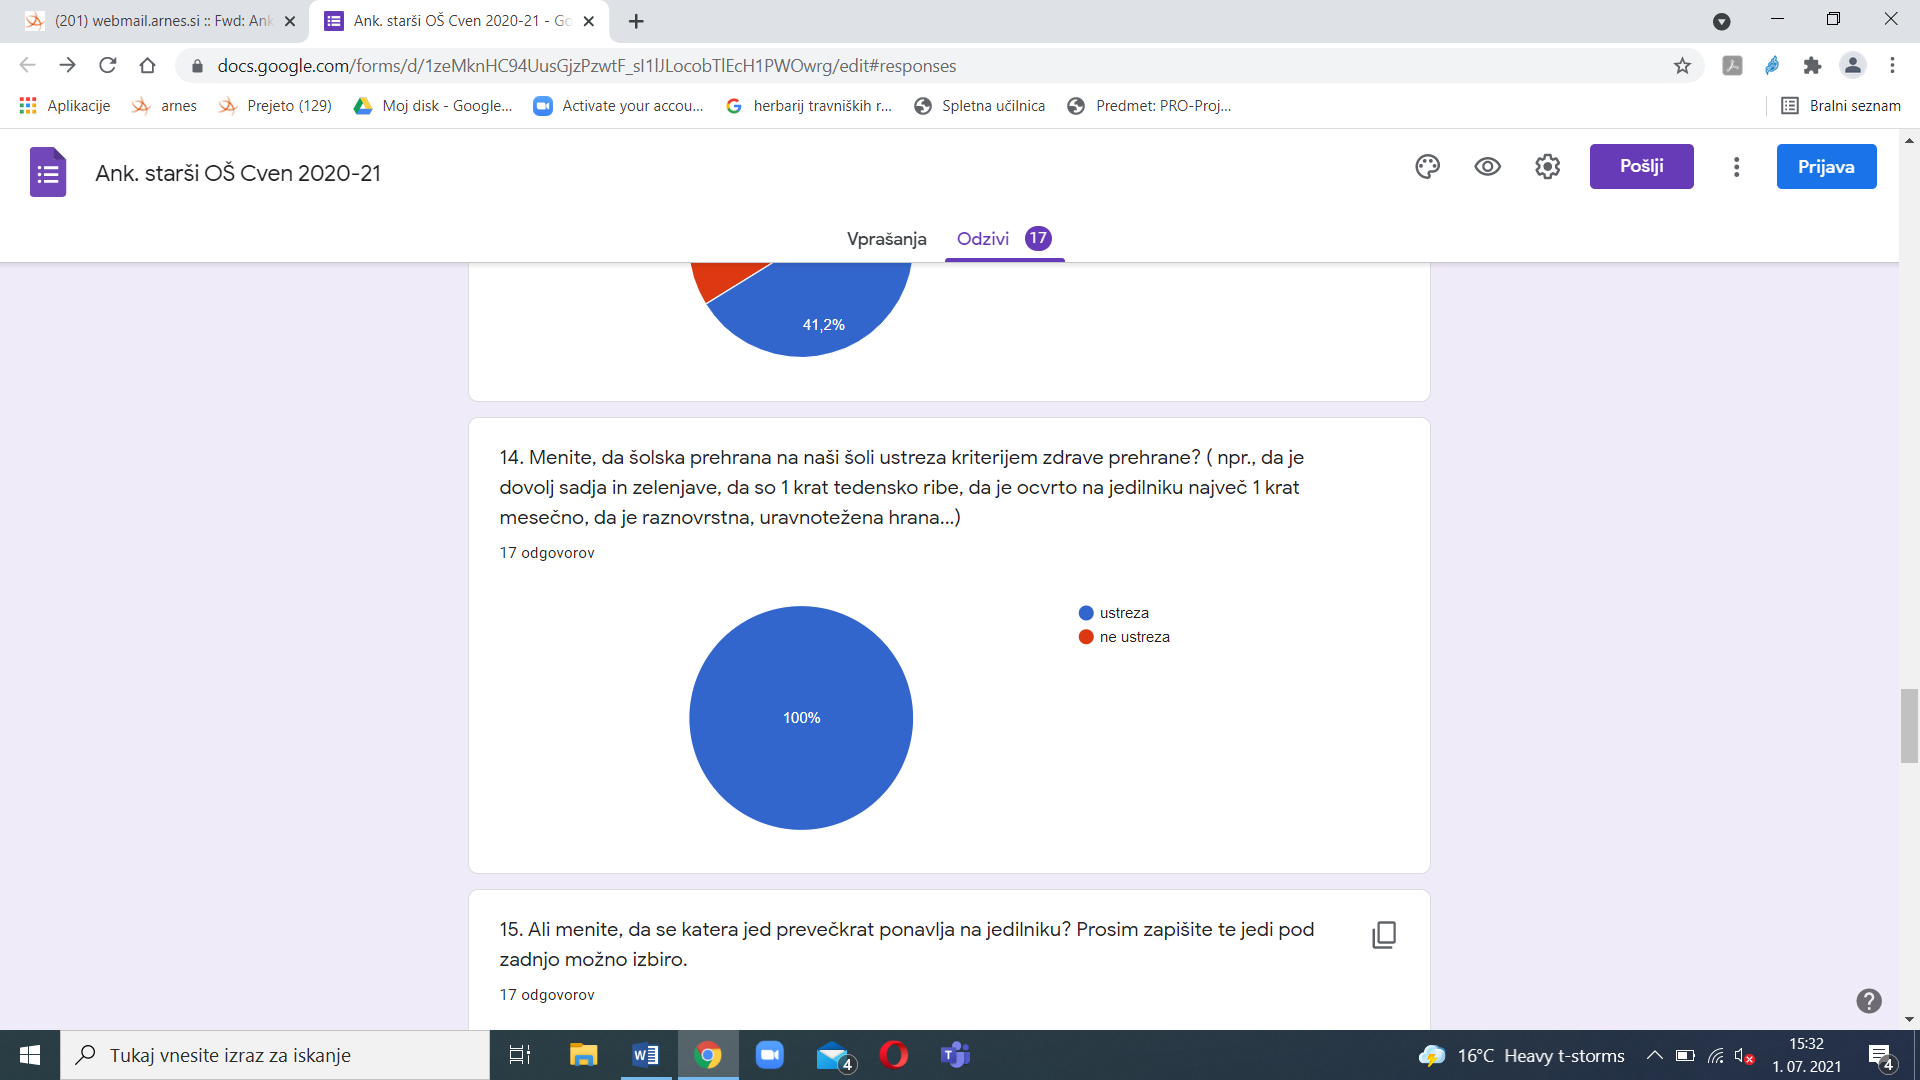 (201) webmail.arnes.si :: Fwd: Ank
Ank. starši OŠ Cven 2020-21 - Go
docs.google.com/forms/d/1zeMknHC94UusGjzPzwtF_sI1lJLocobTlEcH1PWOwrg/edit#responses
Aplikacije arnes Prejeto (129) Moj disk - Google... Activate your accou... herbarij travniških r... Spletna učilnica Predmet: PRO-Proj... Bralni seznam
Ank. starši OŠ Cven 2020-21
Pošlji
Prijava
Vprašanja Odzivi 17
41,2%
14. Menite, da šolska prehrana na naši šoli ustreza kriterijem zdrave prehrane? ( npr., da je
dovolj sadja in zelenjave, da so 1 krat tedensko ribe, da je ocvrto na jedilniku največ 1 krat
mesečno, da je raznovrstna, uravnotežena hrana...)
17 odgovorov
ustreza
ne ustreza
100%
15. Ali menite, da se katera jed prevečkrat ponavlja na jedilniku? Prosim zapišite te jedi pod
zadnjo možno izbiro.
17 odgovorov
Tukaj vnesite izraz za iskanje
4
16°C Heavy t-storms
15:32
1. 07. 2021
4